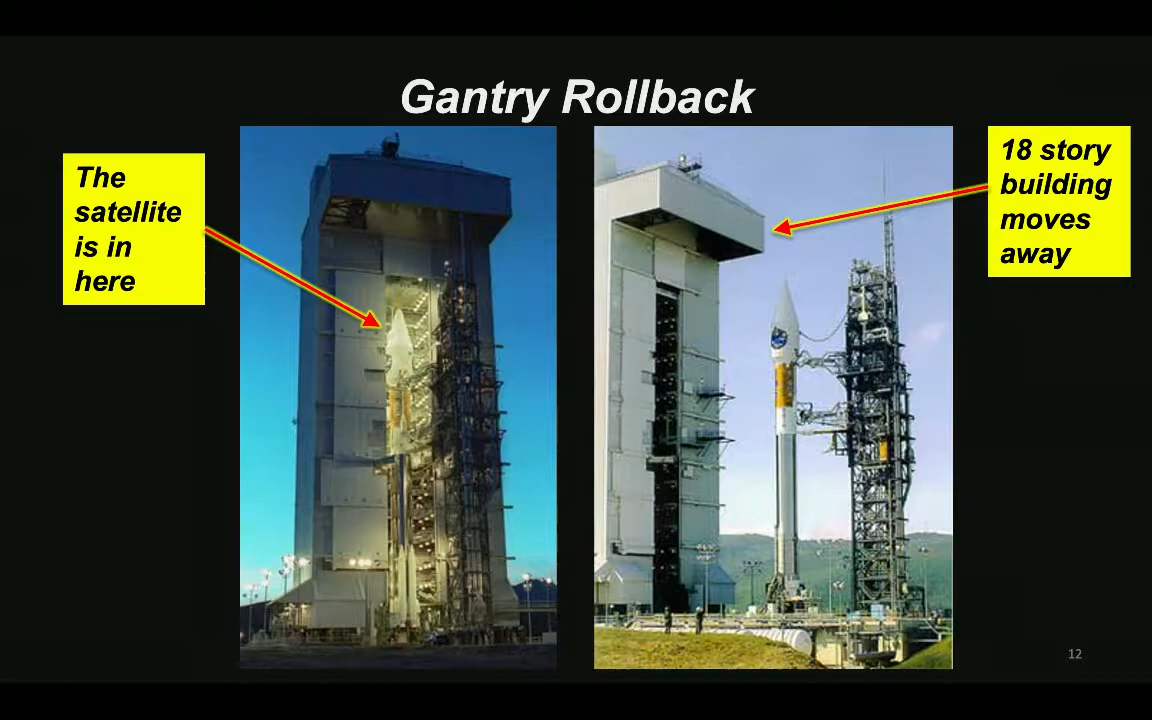 Gantry Rollback
The
satellite
is in
here
18 story
building
moves
away
12